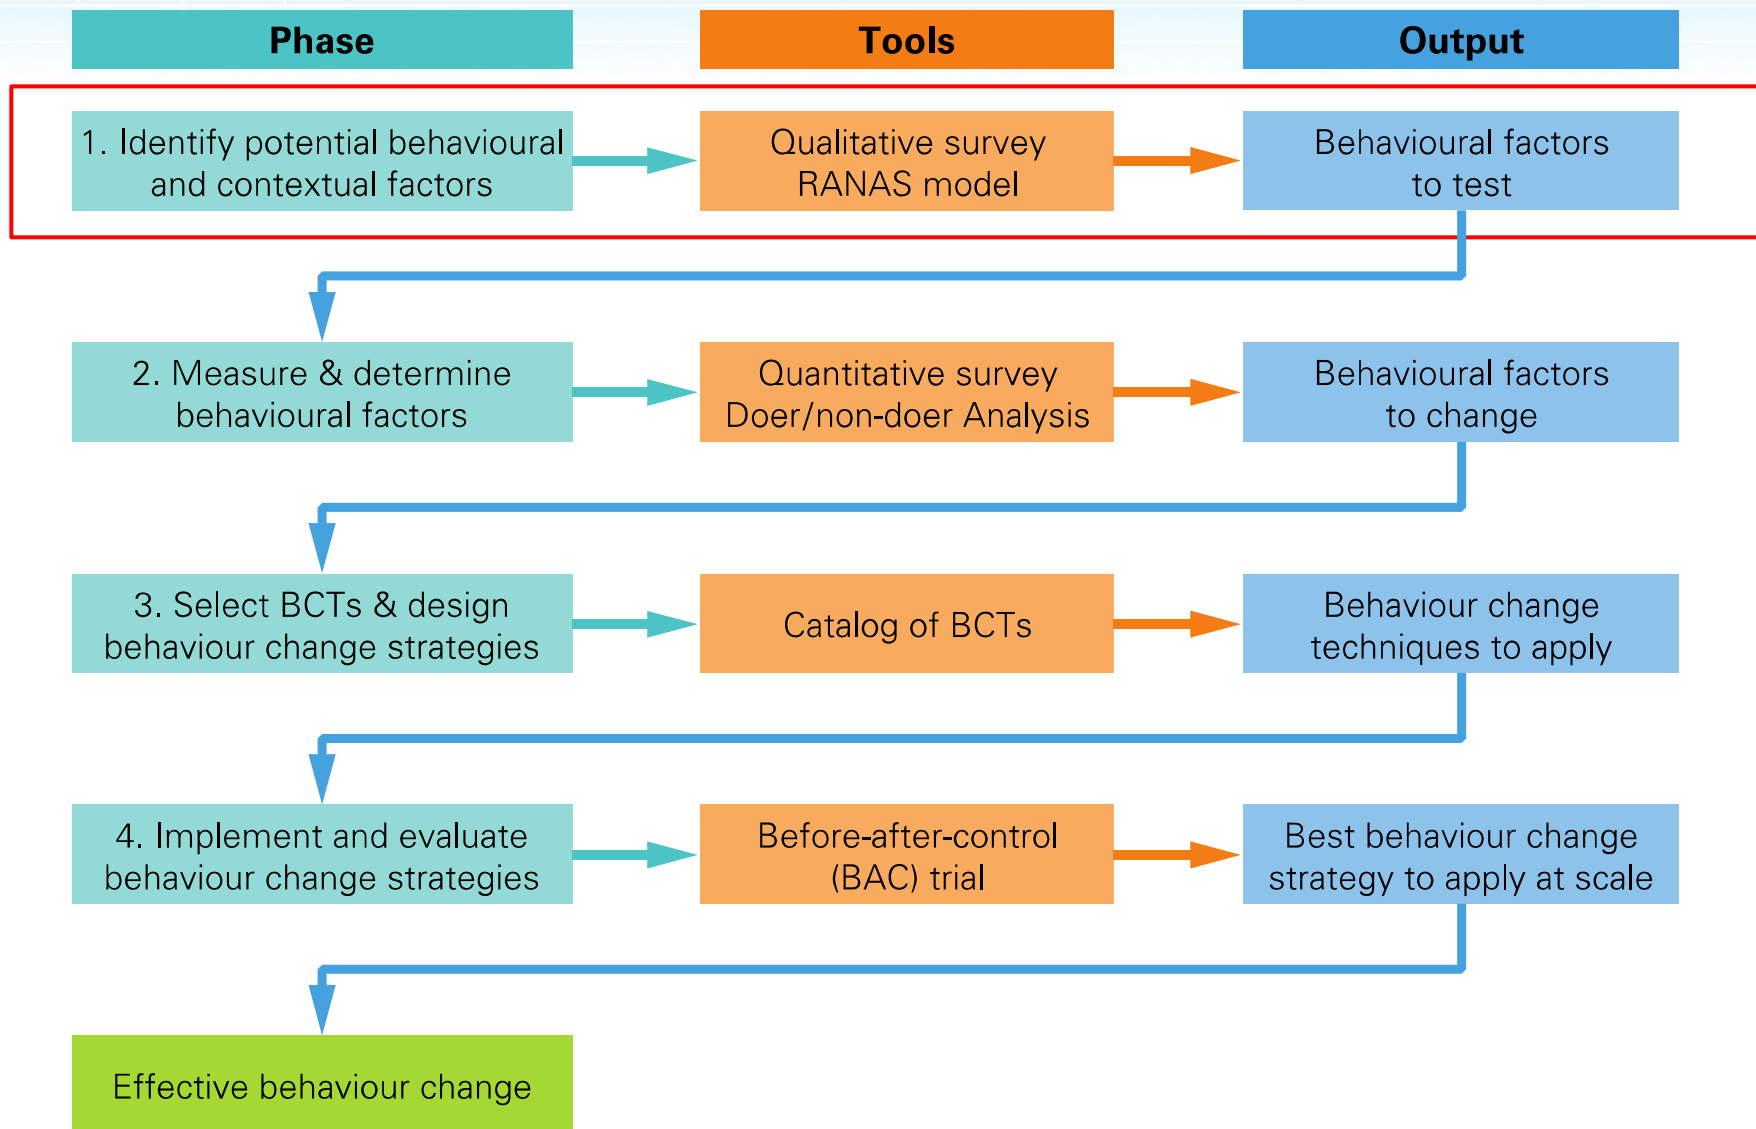 Phase
Tools
Output
1. Identify potential behavioural
and contextual factors
Qualitative survey
RANAS model
Behavioural factors
to test
2. Measure & determine
behavioural factors
Quantitative survey
Doer/non-doer Analysis
Behavioural factors
to change
3. Select BCTs & design
behaviour change strategies
Catalog of BCTs
Behaviour change
techniques to apply
4. Implement and evaluate
behaviour change strategies
Before-after-control
(BAC) trial
Best behaviour change
strategy to apply at scale
Effective behaviour change